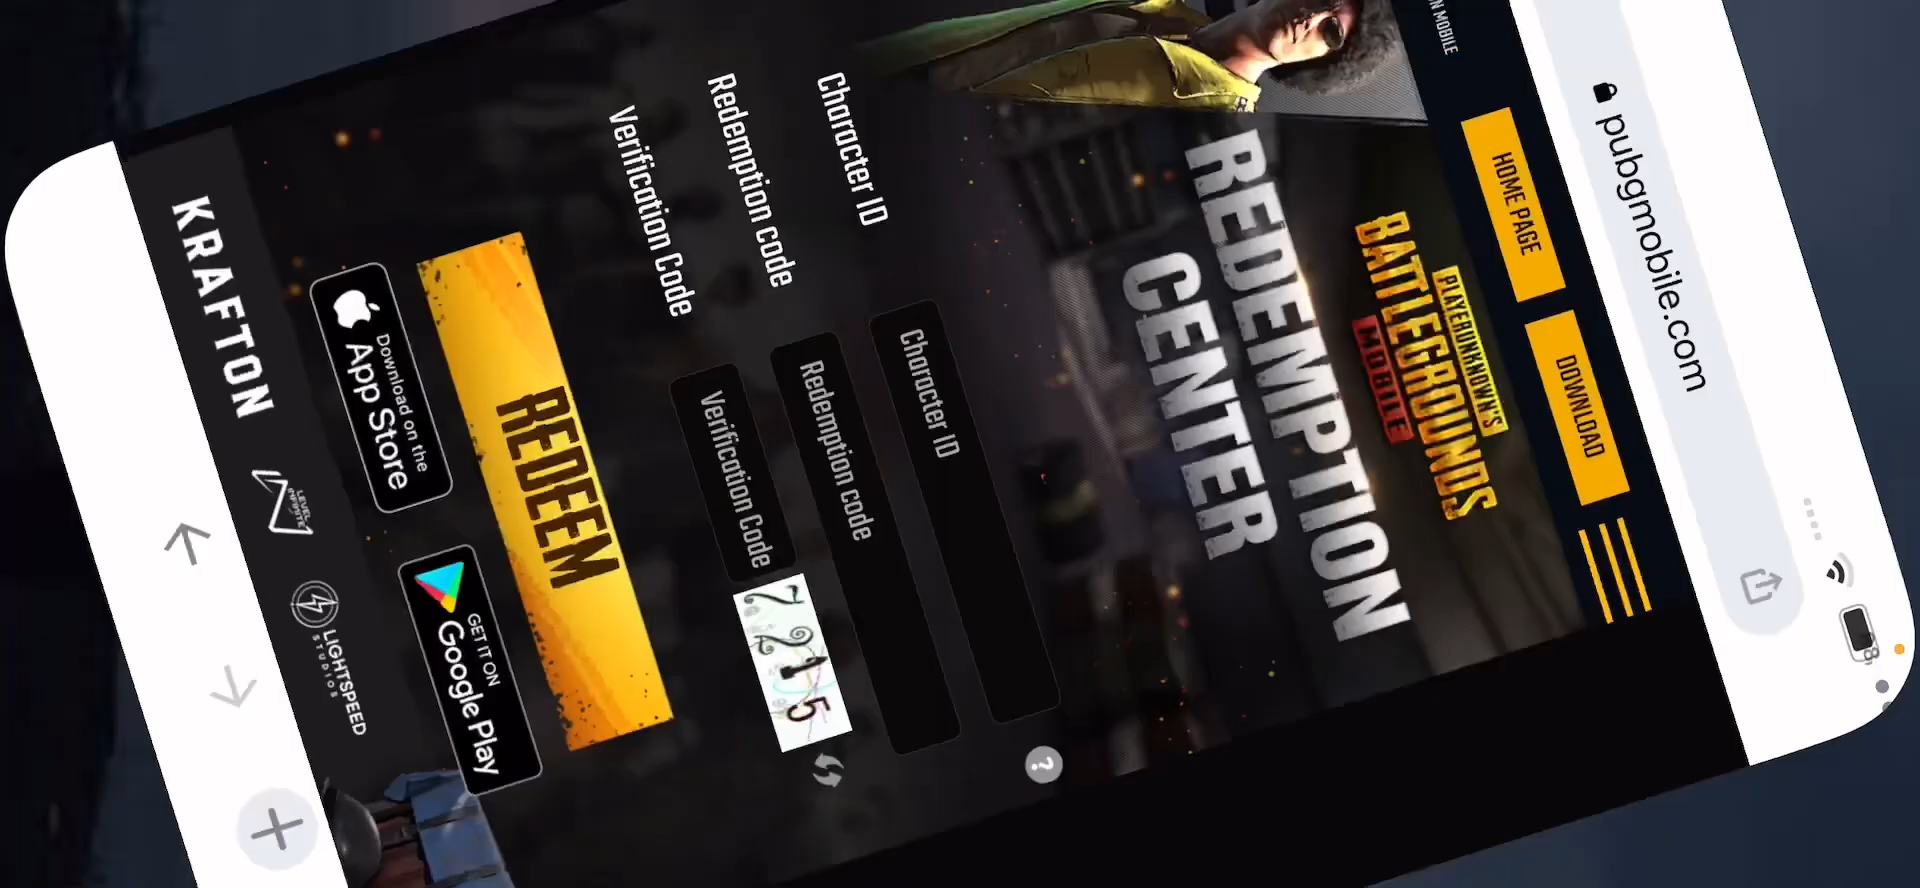 pubgmobile.com
N MOBILE
HOME PAGE
DOWNLOAD
PLAYERUNKNOWN'S
BATTLEGROUNDS
MOBILE
REDEMPTION
CENTER
Character ID
Character ID
?
Redemption code
Redemption code
Verification Code
Verification Code
7215
REDEEM
Download on the
App Store
GET IT ON
Google Play
KRAFTON
LEVEL
INFINITE
LIGHTSPEED
STUDIOS